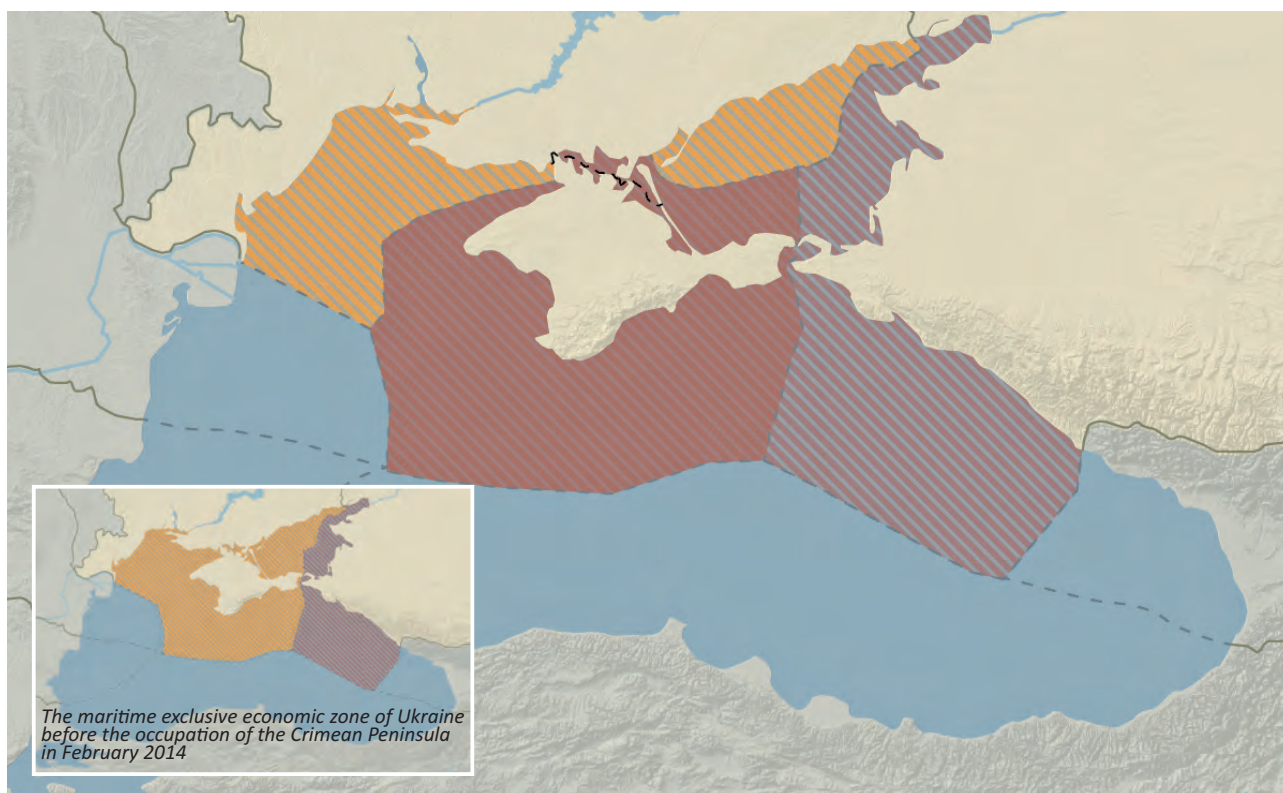 The maritime exclusive economic zone of Ukraine
before the occupation of the Crimean Peninsula
in February 2014